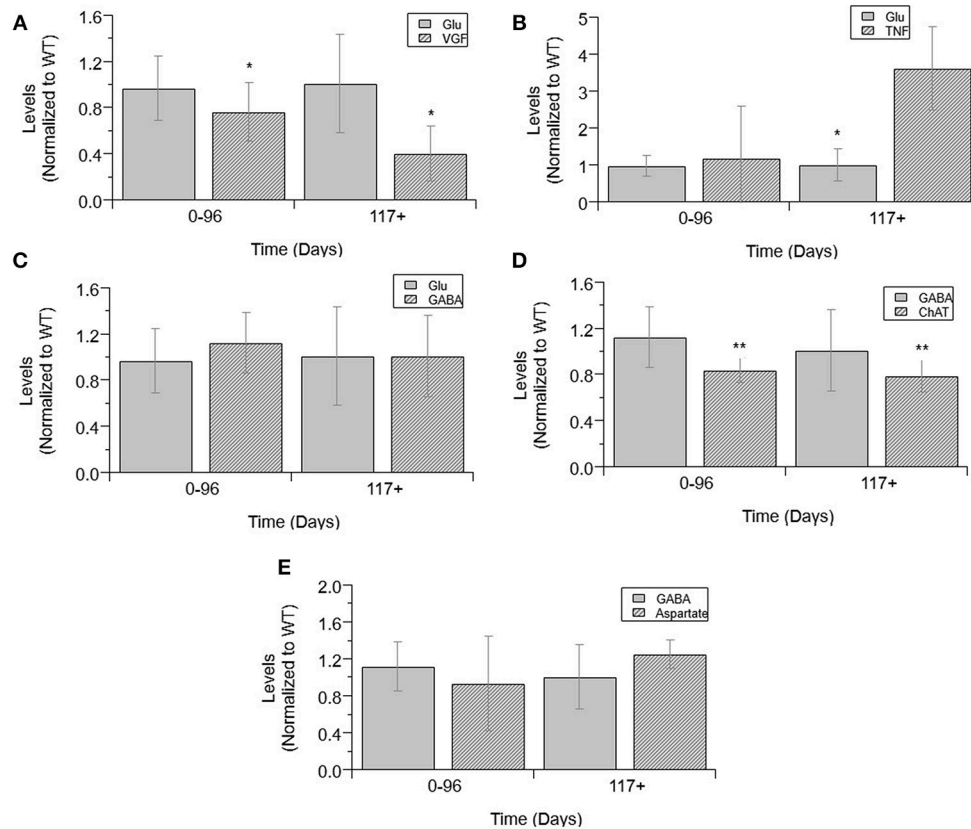 A
Levels
(Normalized to WT)
1.6
1.2
0.8
0.4
0.0
Glu
VGF
*
*
0-96
117+
Time (Days)
B
Levels
(Normalized to WT)
5
4
3
2
1
0
Glu
TNF
*
0-96
117+
Time (Days)
C
Levels
(Normalized to WT)
1.6
1.2
0.8
0.4
0.0
Glu
GABA
0-96
117+
Time (Days)
D
Levels
(Normalized to WT)
1.6
1.2
0.8
0.4
0.0
GABA
ChAT
**
**
0-96
117+
Time (Days)
E
Levels
(Normalized to WT)
2.0
1.6
1.2
0.8
0.4
0.0
GABA
Aspartate
0-96
117+
Time (Days)